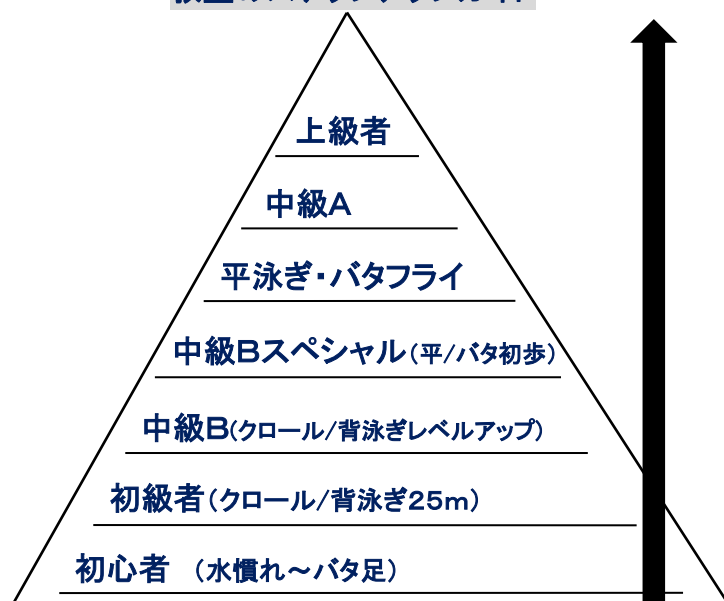 上級者
中級A
平泳ぎ・バタフライ
中級Bスペシャル(平/バタ初歩)
中級B(クロール/背泳ぎレベルアップ)
初級者(クロール/背泳ぎ25m)
初心者 (水慣れ～バタ足)